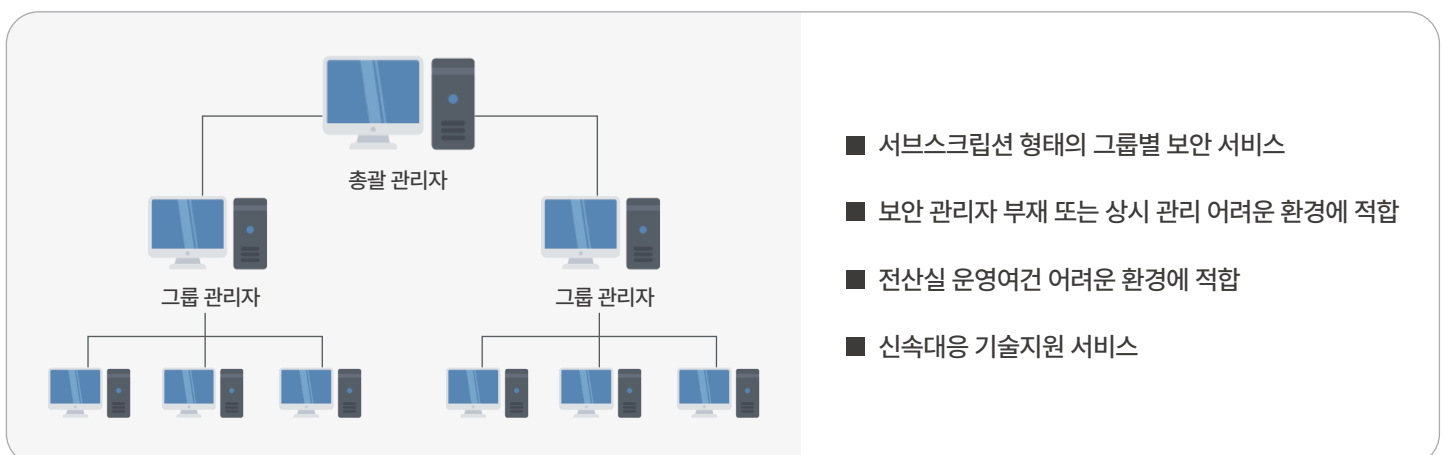 총괄 관리자
그룹 관리자
그룹 관리자
서브스크립션 형태의 그룹별 보안 서비스
보안 관리자 부재 또는 상시 관리 어려운 환경에 적합
전산실 운영여건 어려운 환경에 적합
신속대응 기술지원 서비스